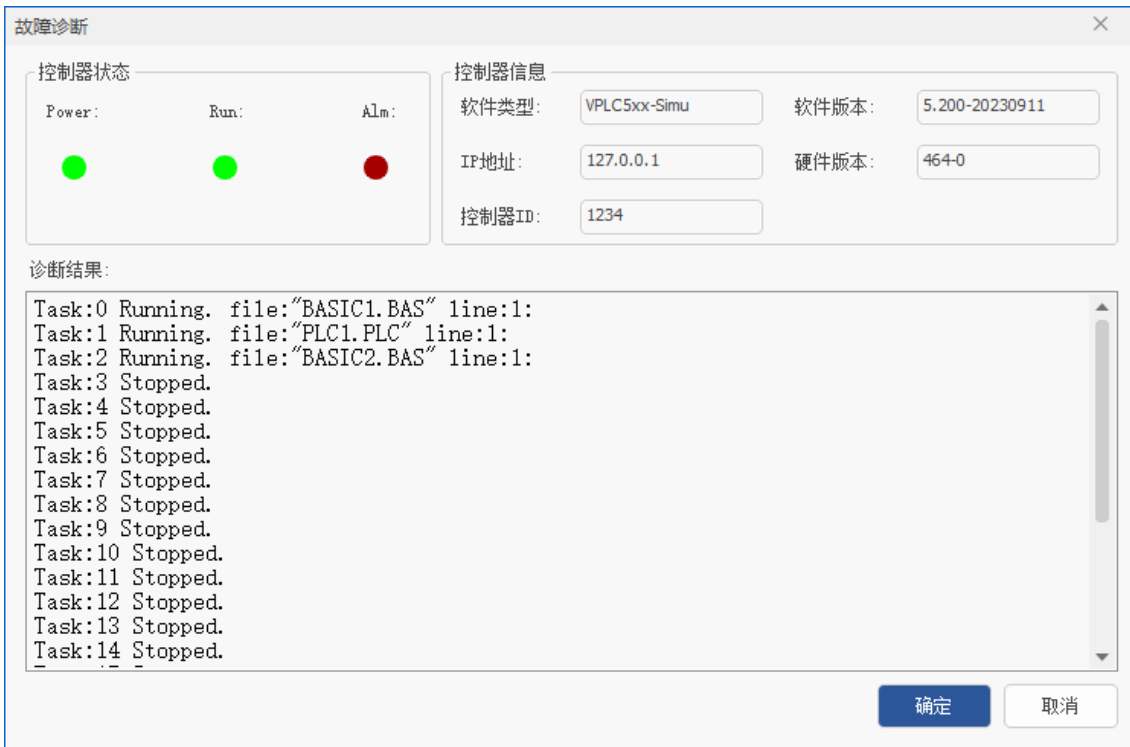 故障诊断
控制器状态
Power: Run: Alm:
控制器信息
软件类型: VPLC5xx-Simu 软件版本: 5.200-20230911
IP地址: 127.0.0.1 硬件版本: 464-0
控制器ID: 1234
诊断结果:
Task:0 Running. file:"BASIC1.BAS" line:1:
Task:1 Running. file:"PLC1.PLC" line:1:
Task:2 Running. file:"BASIC2.BAS" line:1:
Task:3 Stopped.
Task:4 Stopped.
Task:5 Stopped.
Task:6 Stopped.
Task:7 Stopped.
Task:8 Stopped.
Task:9 Stopped.
Task:10 Stopped.
Task:11 Stopped.
Task:12 Stopped.
Task:13 Stopped.
Task:14 Stopped.
确定 取消